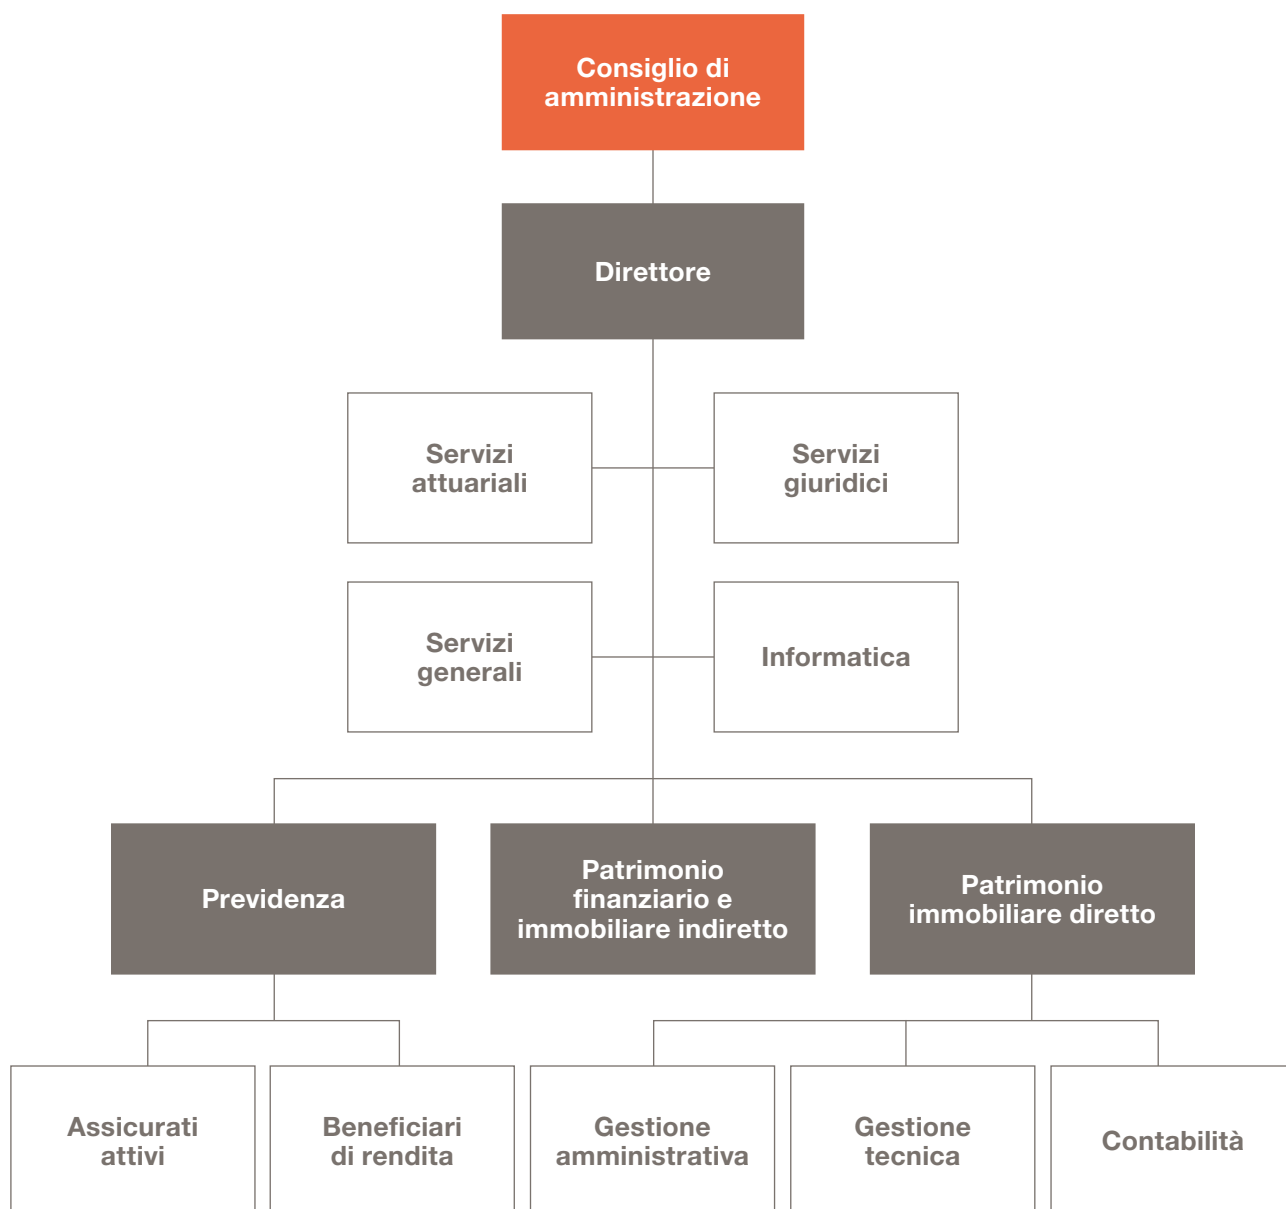 Consiglio di
amministrazione
Direttore
Servizi
attuariali
Servizi
giuridici
Servizi
generali
Informatica
Previdenza
Patrimonio
finanziario e
immobiliare indiretto
Patrimonio
immobiliare diretto
Assicurati
attivi
Beneficiari
di rendita
Gestione
amministrativa
Gestione
tecnica
Contabilità